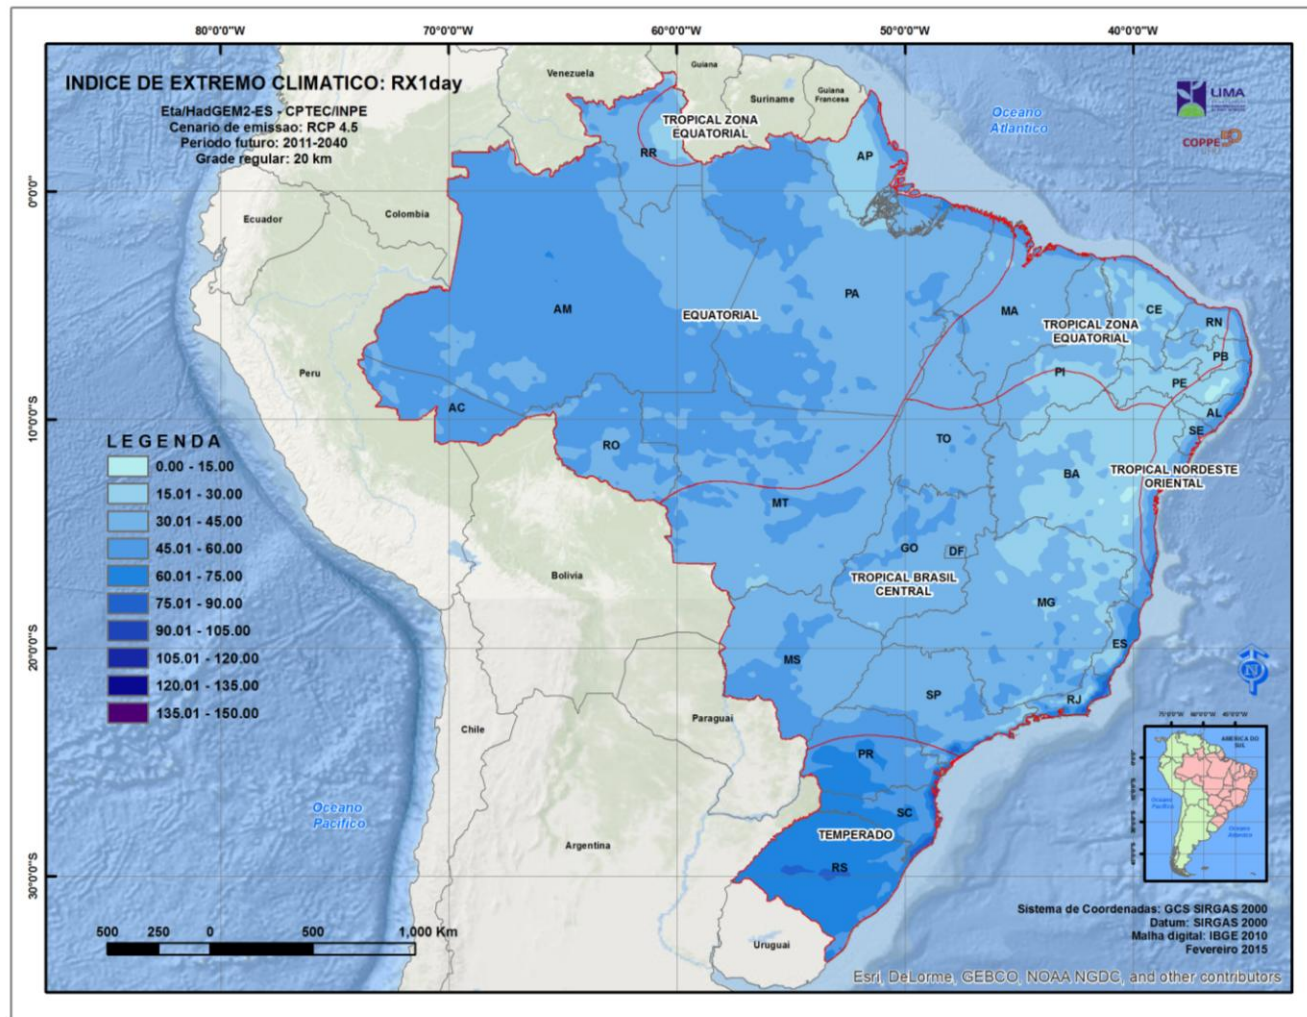 80°0'0"W
70°0'0"W
60°0'0"W
50°0'0"W
40°0'0"W
INDICE DE EXTREMO CLIMATICO: RX1day
Eta/HadGEM2-ES - CPTEC/INPE
Cenario de emissao: RCP 4.5
Periodo futuro: 2011-2040
Grade regular: 20 km
Venezuela
Guiana
Suriname
Guiana
Francesa
Oceano
Atlantico
LIMA
COPPE
TROPICAL ZONA
EQUATORIAL
RR
AP
0°0'0"
Ecuador
Colombia
AM
EQUATORIAL
PA
MA
TROPICAL ZONA
EQUATORIAL
CE
RN
PB
PI
PE
AL
SE
Peru
AC
RO
TO
BA
TROPICAL NORDESTE
ORIENTAL
10°0'0"S
MT
GO
DF
TROPICAL BRASIL
CENTRAL
Bolivia
MG
ES
20°0'0"S
MS
SP
RJ
Paraguai
Chile
PR
SC
TEMPERADO
RS
Argentina
Uruguai
30°0'0"S
Oceano
Pacifico
LEGENDA
0.00 - 15.00
15.01 - 30.00
30.01 - 45.00
45.01 - 60.00
60.01 - 75.00
75.01 - 90.00
90.01 - 105.00
105.01 - 120.00
120.01 - 135.00
135.01 - 150.00
500
250
0
500
1,000 Km
AMERICA DO
SUL
Oceano
Pacifico
Oceano
Atlantico
Sistema de Coordenadas: GCS SIRGAS 2000
Datum: SIRGAS 2000
Malha digital: IBGE 2010
Fevereiro 2015
Esri, DeLorme, GEBCO, NOAA NGDC, and other contributors